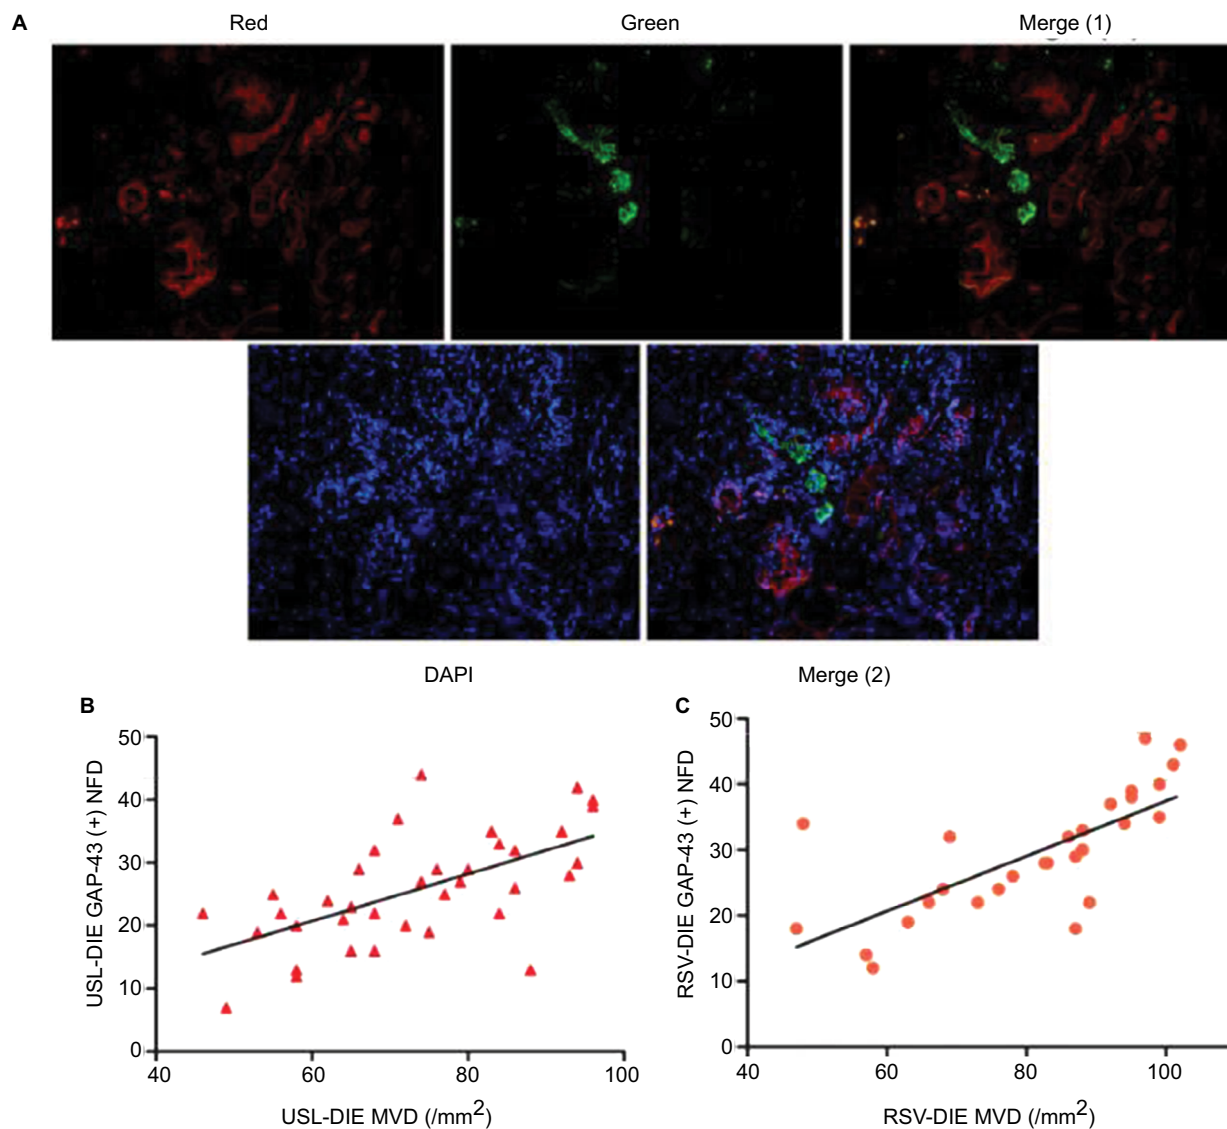 A
Red Green Merge (1)
DAPI Merge (2)
B
USL-DIE GAP-43 (+) NFD
50
40
30
20
10
0
40 60 80 100
USL-DIE MVD (/mm2)
C
RSV-DIE GAP-43 (+) NFD
50
40
30
20
10
0
40 60 80 100
RSV-DIE MVD (/mm2)